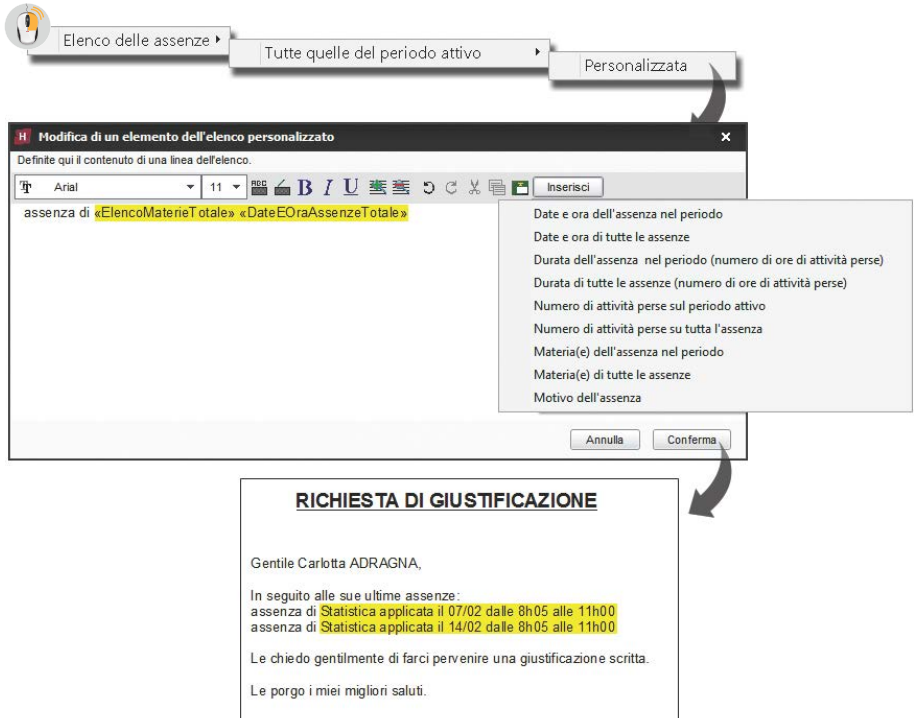 Elenco delle assenze
Tutte quelle del periodo attivo
Personalizzata
H Modifica di un elemento dell'elenco personalizzato ×
Definite qui il contenuto di una linea dell'elenco.
Arial 11 ABC B I U Inserisci
assenza di «ElencoMaterieTotale» «DateEOraAssenzeTotale»
Date e ora dell'assenza nel periodo
Date e ora di tutte le assenze
Durata dell'assenza nel periodo (numero di ore di attività perse)
Durata di tutte le assenze (numero di ore di attività perse)
Numero di attività perse sul periodo attivo
Numero di attività perse su tutta l'assenza
Materia(e) dell'assenza nel periodo
Materia(e) di tutte le assenze
Motivo dell'assenza
Annulla Conferma
RICHIESTA DI GIUSTIFICAZIONE
Gentile Carlotta ADRAGNA,
In seguito alle sue ultime assenze:
assenza di Statistica applicata il 07/02 dalle 8h05 alle 11h00
assenza di Statistica applicata il 14/02 dalle 8h05 alle 11h00
Le chiedo gentilmente di farci pervenire una giustificazione scritta.
Le porgo i miei migliori saluti.